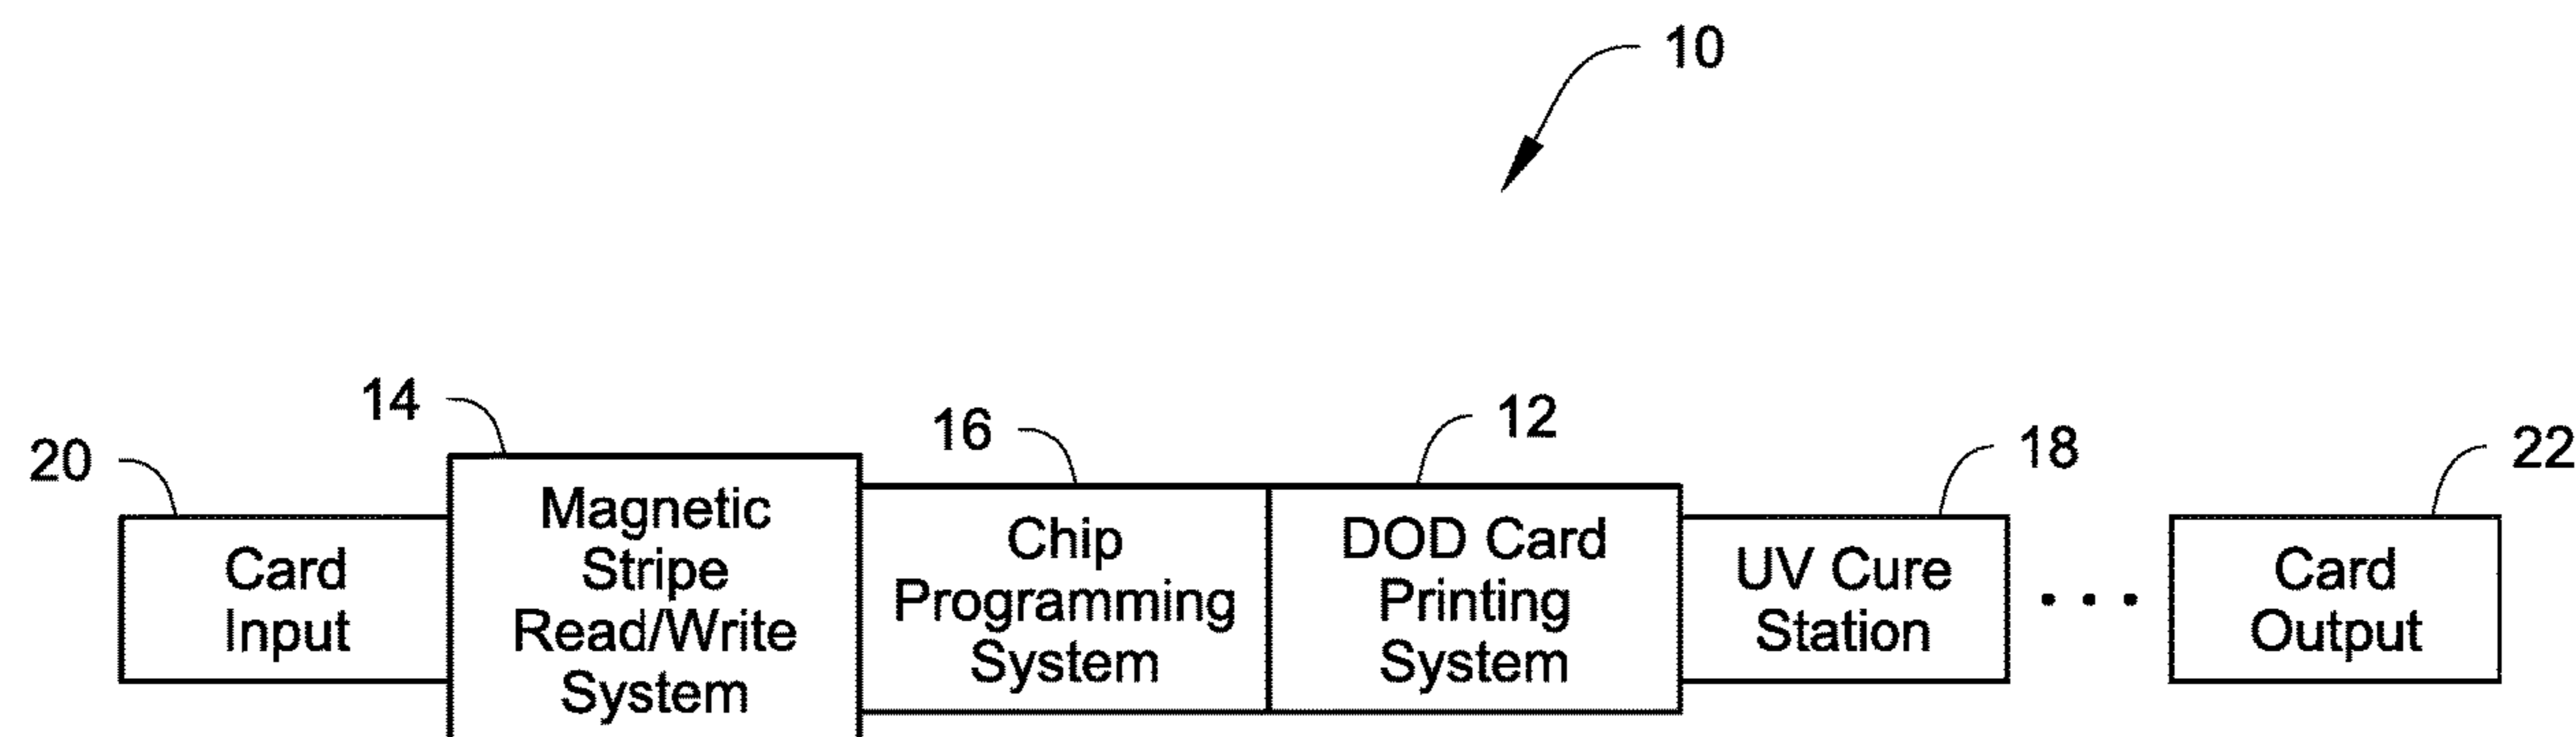 10
14
16
12
20
18
22
Card
Input
Magnetic
Stripe
Read/Write
System
Chip
Programming
System
DOD Card
Printing
System
UV Cure
Station
...
Card
Output